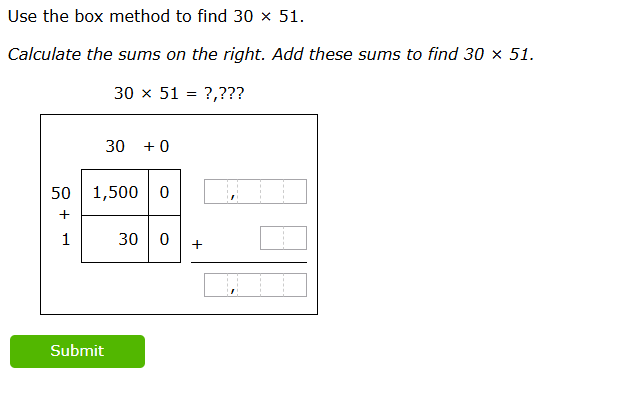 Use the box method to find 30 × 51.
Calculate the sums on the right. Add these sums to find 30 × 51.
30 × 51 = ?,???
30 + 0
50 1,500 0 ,
+
1 30 0 +
,
Submit